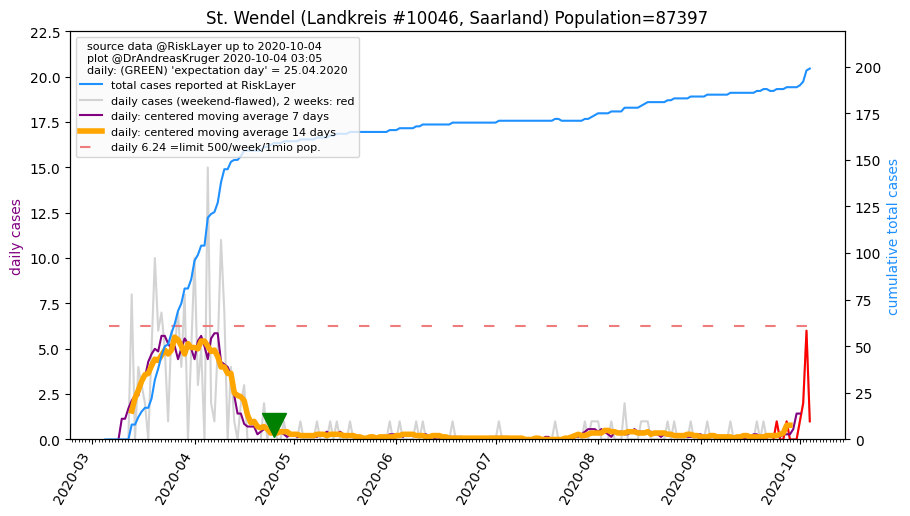 St. Wendel (Landkreis #10046, Saarland) Population=87397
source data @RiskLayer up to 2020-10-04
plot @DrAndreasKruger 2020-10-04 03:05
daily: (GREEN) 'expectation day' = 25.04.2020
total cases reported at RiskLayer
daily cases (weekend-flawed), 2 weeks: red
daily: centered moving average 7 days
daily: centered moving average 14 days
daily 6.24 =limit 500/week/1mio pop.
daily cases
22.5
20.0
17.5
15.0
12.5
10.0
7.5
5.0
2.5
0.0
cumulative total cases
200
175
150
125
100
75
50
25
0
2020-03
2020-04
2020-05
2020-06
2020-07
2020-08
2020-09
2020-10